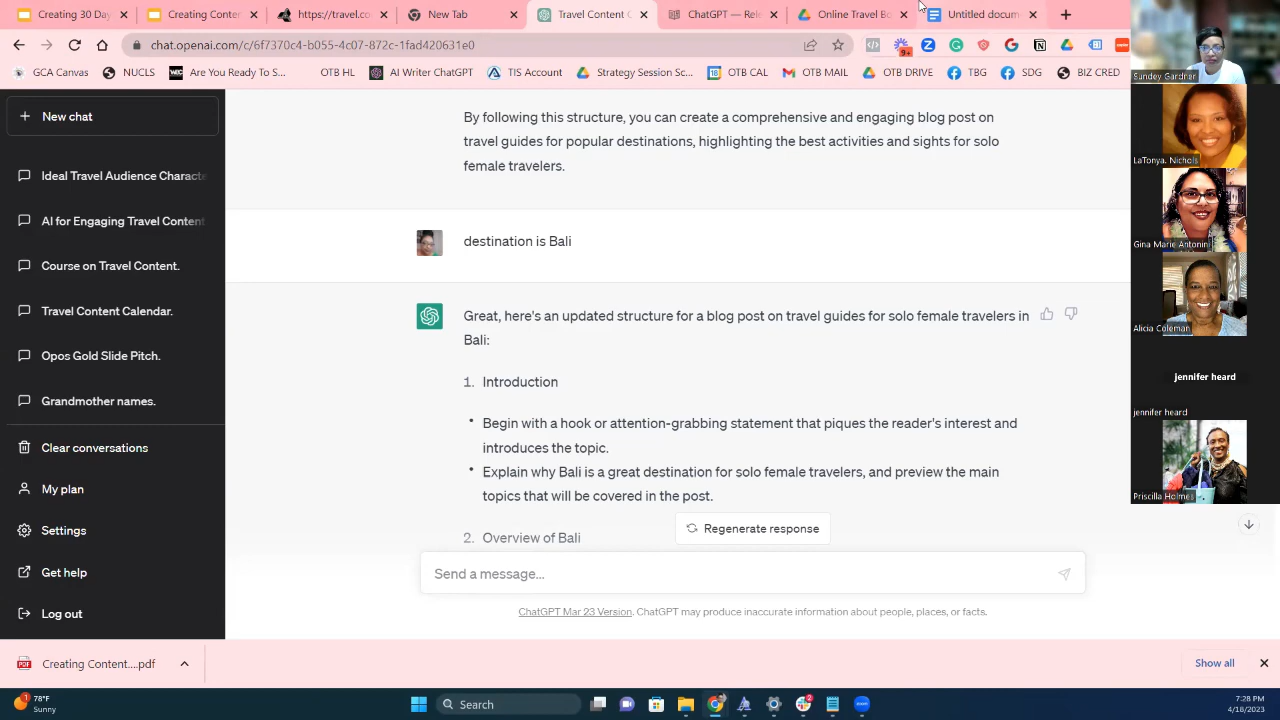 Creating Conten
Creating Conten
https://travel.co
New Tab
Travel Content C
ChatGPT — Rele
Online Travel Bo
Untitled docum
chat.openai.com/c/6f7370c4-b055-4c07-872c-1fad420631e0
9+
GCA Canvas
NUCLS
Are You Ready To S...
OTB HL
AI Writer ChatGPT
TIS Account
Strategy Session Sc...
OTB CAL
OTB MAIL
OTB DRIVE
TBG
SDG
BIZ CRED
New chat
Ideal Travel Audience Characte
AI for Engaging Travel Content
Course on Travel Content.
Travel Content Calendar.
Opos Gold Slide Pitch.
Grandmother names.
Clear conversations
My plan
Settings
Get help
Log out
By following this structure, you can create a comprehensive and engaging blog post on
travel guides for popular destinations, highlighting the best activities and sights for solo
female travelers.
destination is Bali
Great, here's an updated structure for a blog post on travel guides for solo female travelers in
Bali:
1. Introduction
• Begin with a hook or attention-grabbing statement that piques the reader's interest and
introduces the topic.
• Explain why Bali is a great destination for solo female travelers, and preview the main
topics that will be covered in the post.
2. Overview of Bali
Regenerate response
Send a message...
ChatGPT Mar 23 Version. ChatGPT may produce inaccurate information about people, places, or facts.
Sundey Gardner
LaTonya. Nichols
Gina Marie Antonini
Alicia Coleman
jennifer heard
jennifer heard
Priscilla Holmes
Creating Content....pdf
Show all
78°F
Sunny
Search
7:28 PM
4/18/2023